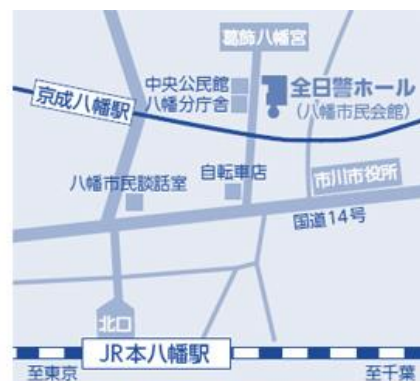 葛飾八幡宮
中央公民館
八幡分庁舎
全日警ホール
(八幡市民会館)
京成八幡駅
八幡市民談話室
自転車店
市川市役所
国道14号
北口
JR本八幡駅
至東京
至千葉